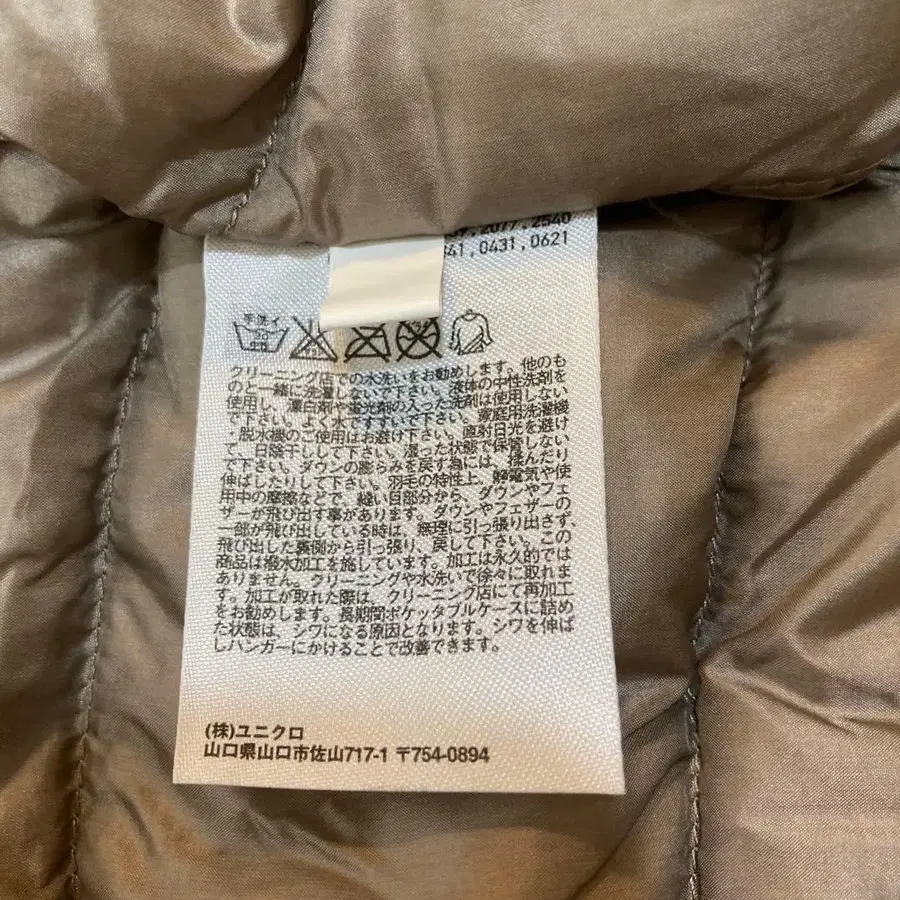 2077,2540
41,0431,0621
手洗イ
30
中性
クリーニング店での水洗いをお勧めします。他のも
のと一緒に洗濯しないで下さい。液体の中性洗剤を
使用し、漂白剤や蛍光剤の入った洗剤は使用しない
で下さい。よく水ですすいで下さい。家庭用洗濯機
・脱水機のご使用はお避け下さい。直射日光を避け
て、日陰干しして下さい。湿った状態で保管しない
で下さい。ダウンの膨らみを戻す為には、揉んだり
伸ばしたりして下さい。羽毛の特性上、静電気や使
用中の摩擦などで、縫い目部分から、ダウンやフェ
ザーが飛び出す事があります。ダウンやフェザーの
一部が飛び出している時は、無理に引っ張り出さず、
飛び出した裏側から引っ張り、戻して下さい。この
商品は撥水加工を施しています。加工は永久的では
ありません。クリーニングや水洗いで徐々に取れま
す。加工が取れた際は、クリーニング店にて再加工
をお勧めします。長期間ポケッタブルケースに詰め
た状態は、シワになる原因となります。シワを伸ば
しハンガーにかけることで改善できます。
(株)ユニクロ
山口県山口市佐山717-1 〒754-0894